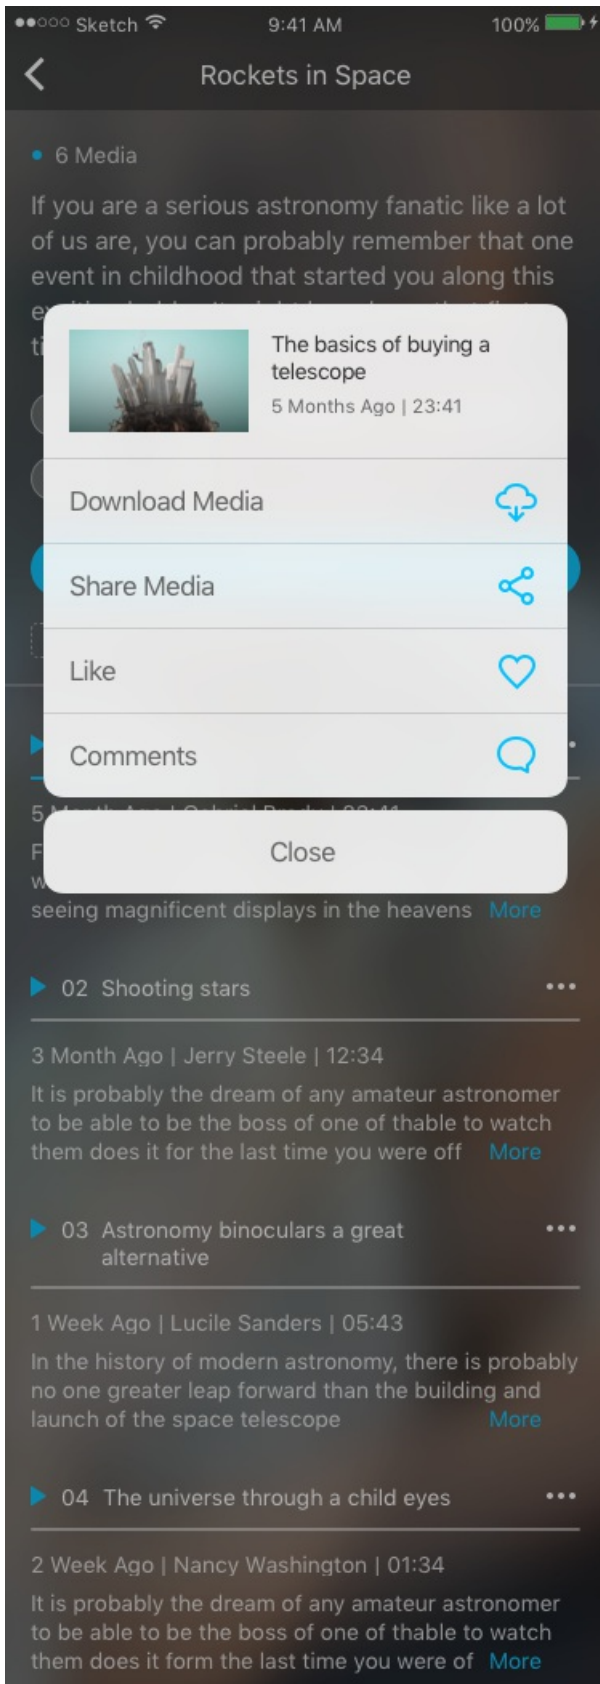 Sketch 9:41 AM 100%
Rockets in Space
6 Media
If you are a serious astronomy fanatic like a lot
of us are, you can probably remember that one
event in childhood that started you along this
The basics of buying a
telescope
5 Months Ago | 23:41
Download Media
Share Media
Like
Comments
5 Month Ago | Gabriel Brady | 23:41
Close
seeing magnificent displays in the heavens More
02 Shooting stars
3 Month Ago | Jerry Steele | 12:34
It is probably the dream of any amateur astronomer
to be able to be the boss of one of thable to watch
them does it for the last time you were off More
03 Astronomy binoculars a great
alternative
1 Week Ago | Lucile Sanders | 05:43
In the history of modern astronomy, there is probably
no one greater leap forward than the building and
launch of the space telescope More
04 The universe through a child eyes
2 Week Ago | Nancy Washington | 01:34
It is probably the dream of any amateur astronomer
to be able to be the boss of one of thable to watch
them does it form the last time you were of More